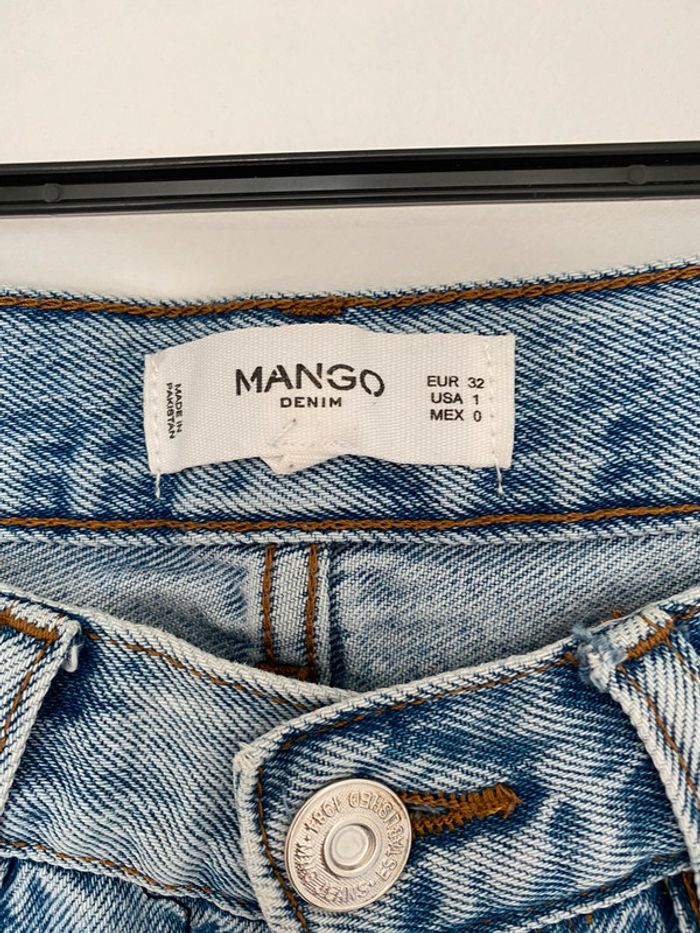 MANGO
DENIM
EUR 32
USA 1
MEX 0
MADE IN
PAKISTAN